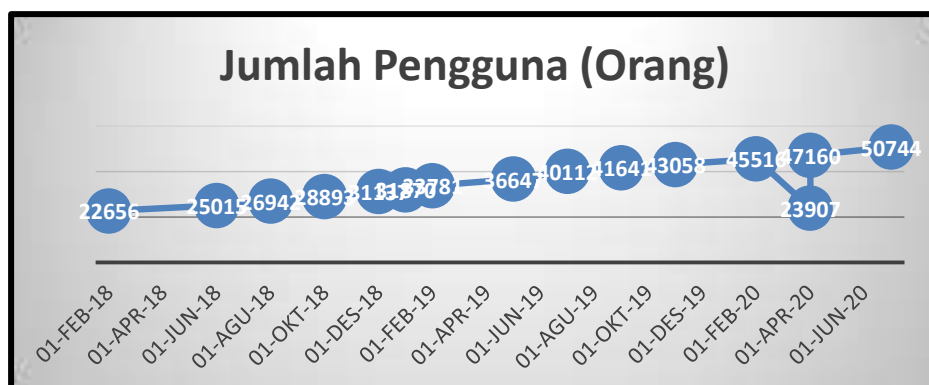 Jumlah Pengguna (Orang)
22656
25015
26942
28893
36647
40112
41641
43058
45516
23907
47160
50744
01-FEB-18
01-APR-18
01-JUN-18
01-AGU-18
01-OKT-18
01-DES-18
01-FEB-19
01-APR-19
01-JUN-19
01-AGU-19
01-OKT-19
01-DES-19
01-FEB-20
01-APR-20
01-JUN-20